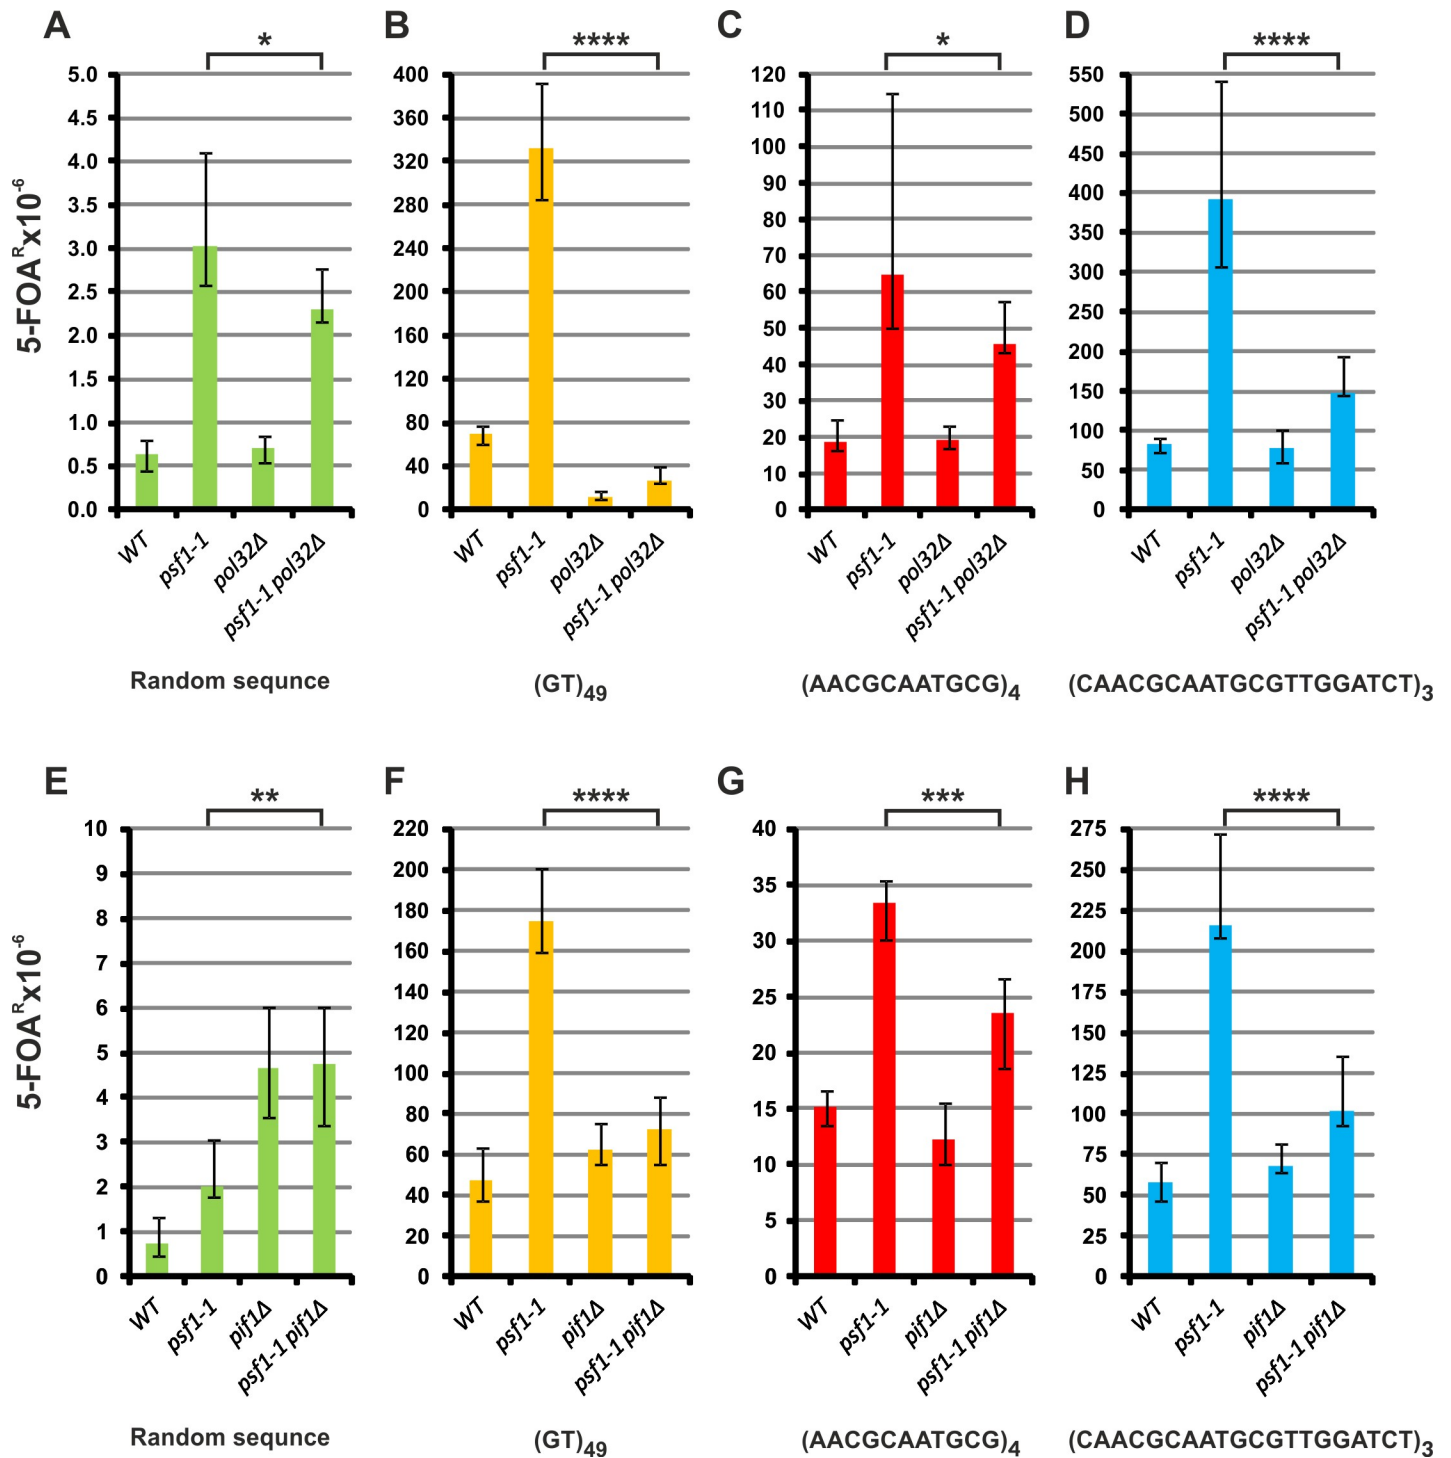 A B C D
* **** * ****
5-FOAᴿx10⁻⁶
5.0 4.5 4.0 3.5 3.0 2.5 2.0 1.5 1.0 0.5 0.0
WT psf1-1 pol32Δ psf1-1 pol32Δ
Random sequnce
400 360 320 280 240 200 160 120 80 40 0
WT psf1-1 pol32Δ psf1-1 pol32Δ
(GT)₄₉
120 110 100 90 80 70 60 50 40 30 20 10 0
WT psf1-1 pol32Δ psf1-1 pol32Δ
(AACGCAATGCG)₄
550 500 450 400 350 300 250 200 150 100 50 0
WT psf1-1 pol32Δ psf1-1 pol32Δ
(CAACGCAATGCGTTGGATCT)₃
E F G H
** **** *** ****
5-FOAᴿx10⁻⁶
10 9 8 7 6 5 4 3 2 1 0
WT psf1-1 pif1Δ psf1-1 pif1Δ
Random sequnce
220 200 180 160 140 120 100 80 60 40 20 0
WT psf1-1 pif1Δ psf1-1 pif1Δ
(GT)₄₉
40 35 30 25 20 15 10 5 0
WT psf1-1 pif1Δ psf1-1 pif1Δ
(AACGCAATGCG)₄
275 250 225 200 175 150 125 100 75 50 25 0
WT psf1-1 pif1Δ psf1-1 pif1Δ
(CAACGCAATGCGTTGGATCT)₃